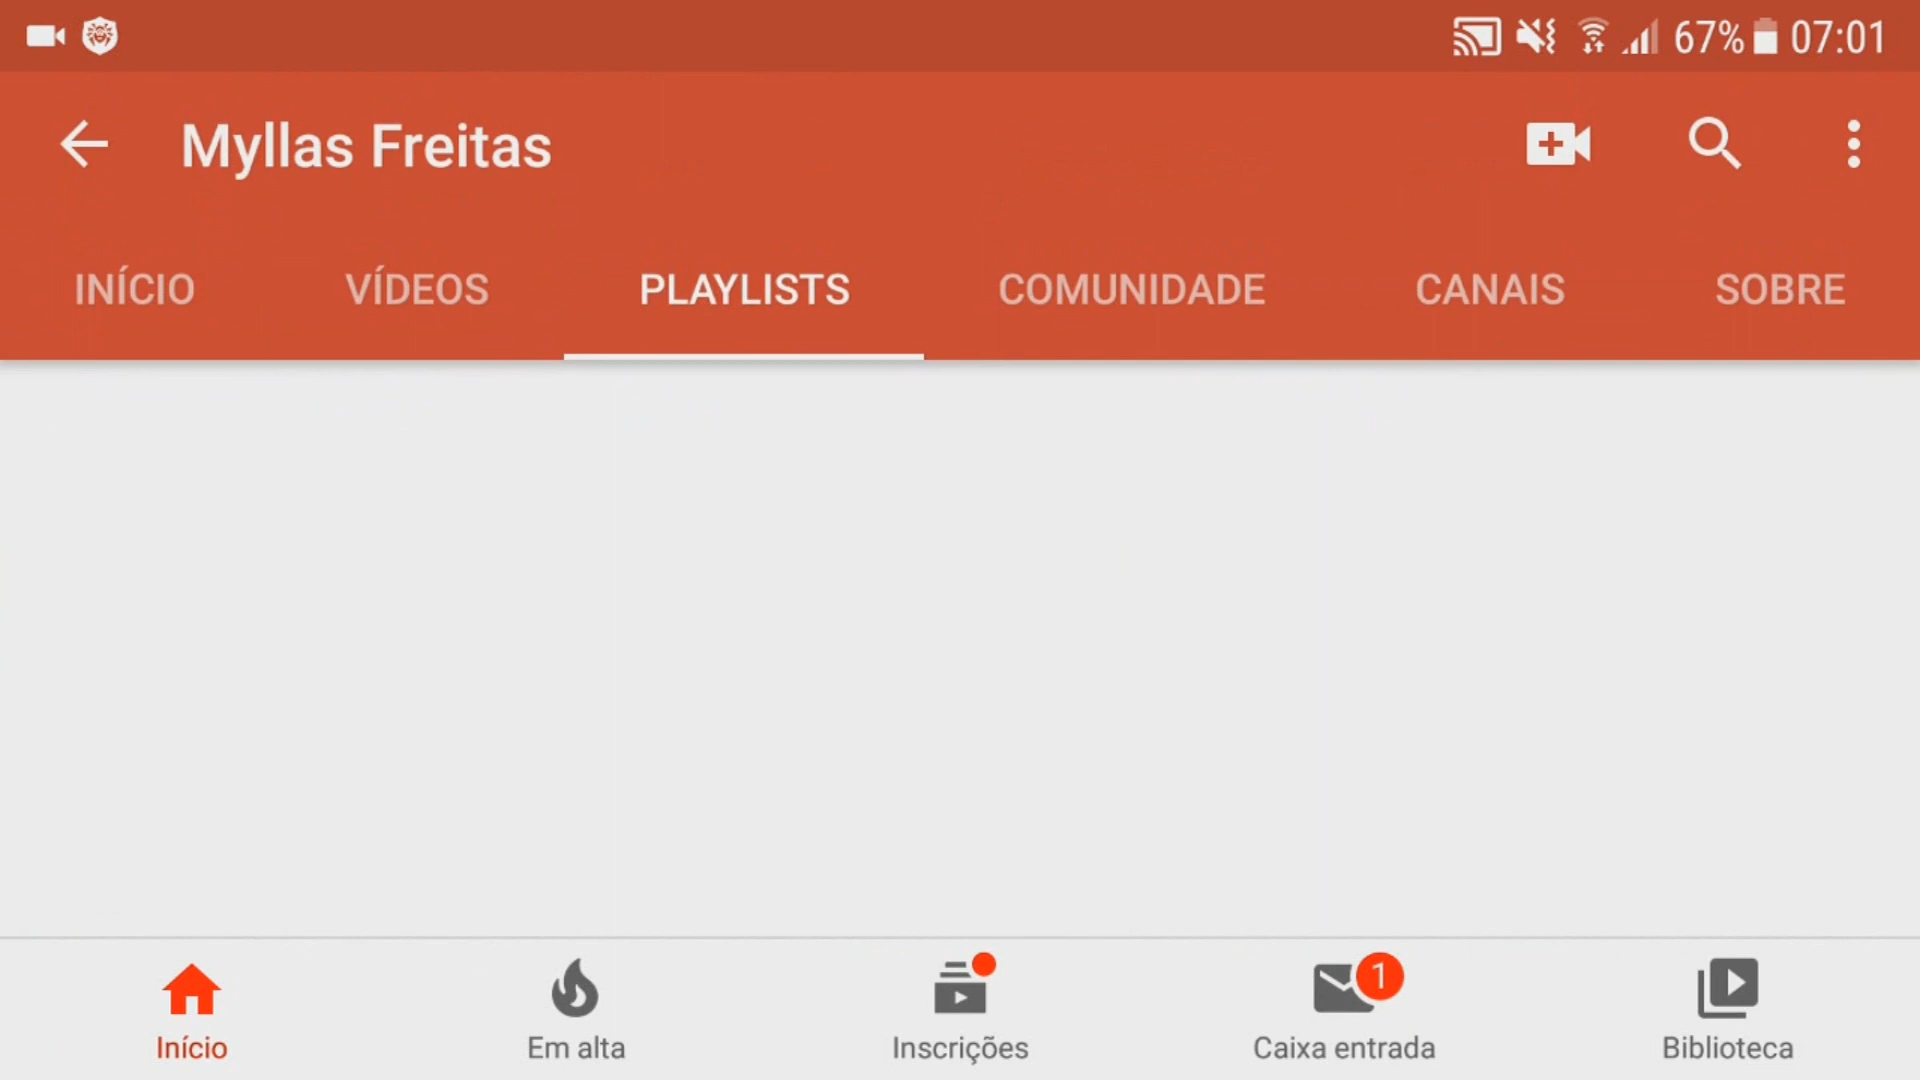 67% 07:01
Myllas Freitas
INÍCIO VÍDEOS PLAYLISTS COMUNIDADE CANAIS SOBRE
1
Início Em alta Inscrições Caixa entrada Biblioteca